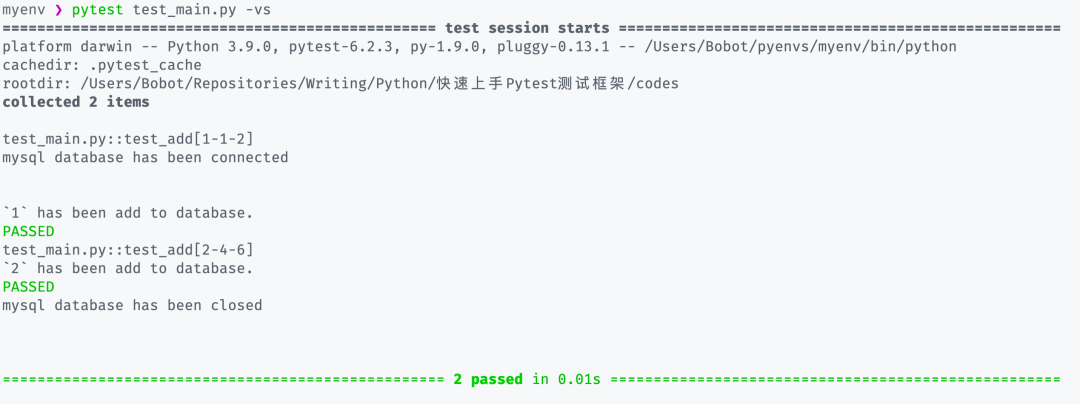 myenv ❯ pytest test_main.py -vs
================================================== test session starts ===================================================
platform darwin -- Python 3.9.0, pytest-6.2.3, py-1.9.0, pluggy-0.13.1 -- /Users/Bobot/pyenvs/myenv/bin/python
cachedir: .pytest_cache
rootdir: /Users/Bobot/Repositories/Writing/Python/快速上手Pytest测试框架/codes
collected 2 items
test_main.py::test_add[1-1-2]
mysql database has been connected
`1` has been add to database.
PASSED
test_main.py::test_add[2-4-6]
`2` has been add to database.
PASSED
mysql database has been closed
=================================================== 2 passed in 0.01s ====================================================